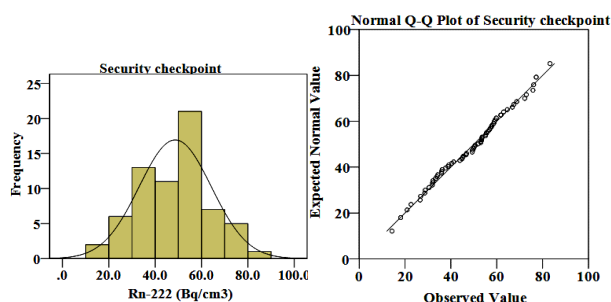 Security checkpoint
Frequency
25
20
15
10
5
0
.0 20.0 40.0 60.0 80.0 100.0
Rn-222 (Bq/cm3)
Normal Q-Q Plot of Security checkpoint
Expected Normal Value
100
80
60
40
20
0
0 20 40 60 80 100
Observed Value